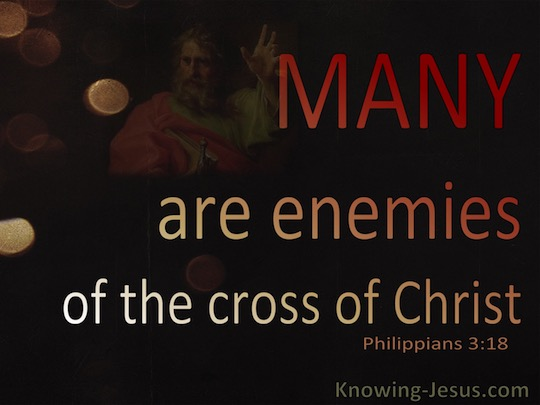 MANY
are enemies
of the cross of Christ
Philippians 3:18
Knowing-Jesus.com